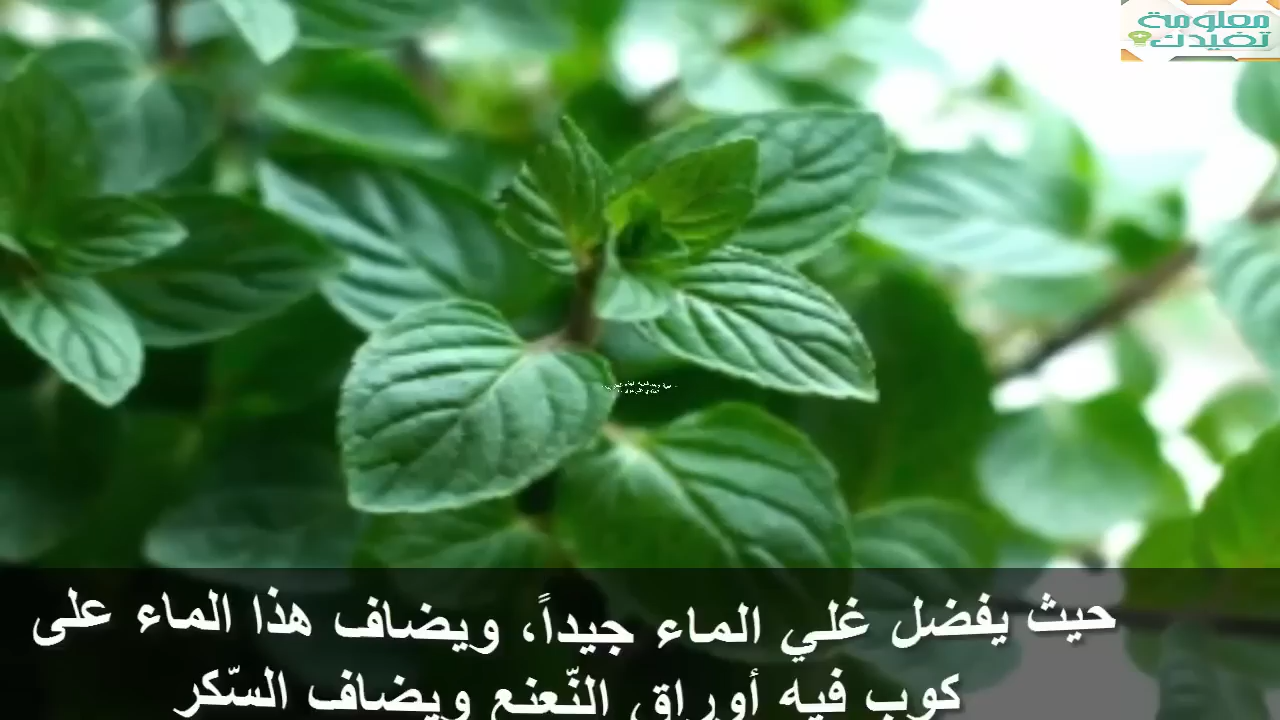 معلومة
تفيدك
حيث يفضل غلي الماء جيداً، ويضاف هذا الماء على
كوب فيه أوراق النّعنع ويضاف السّكر